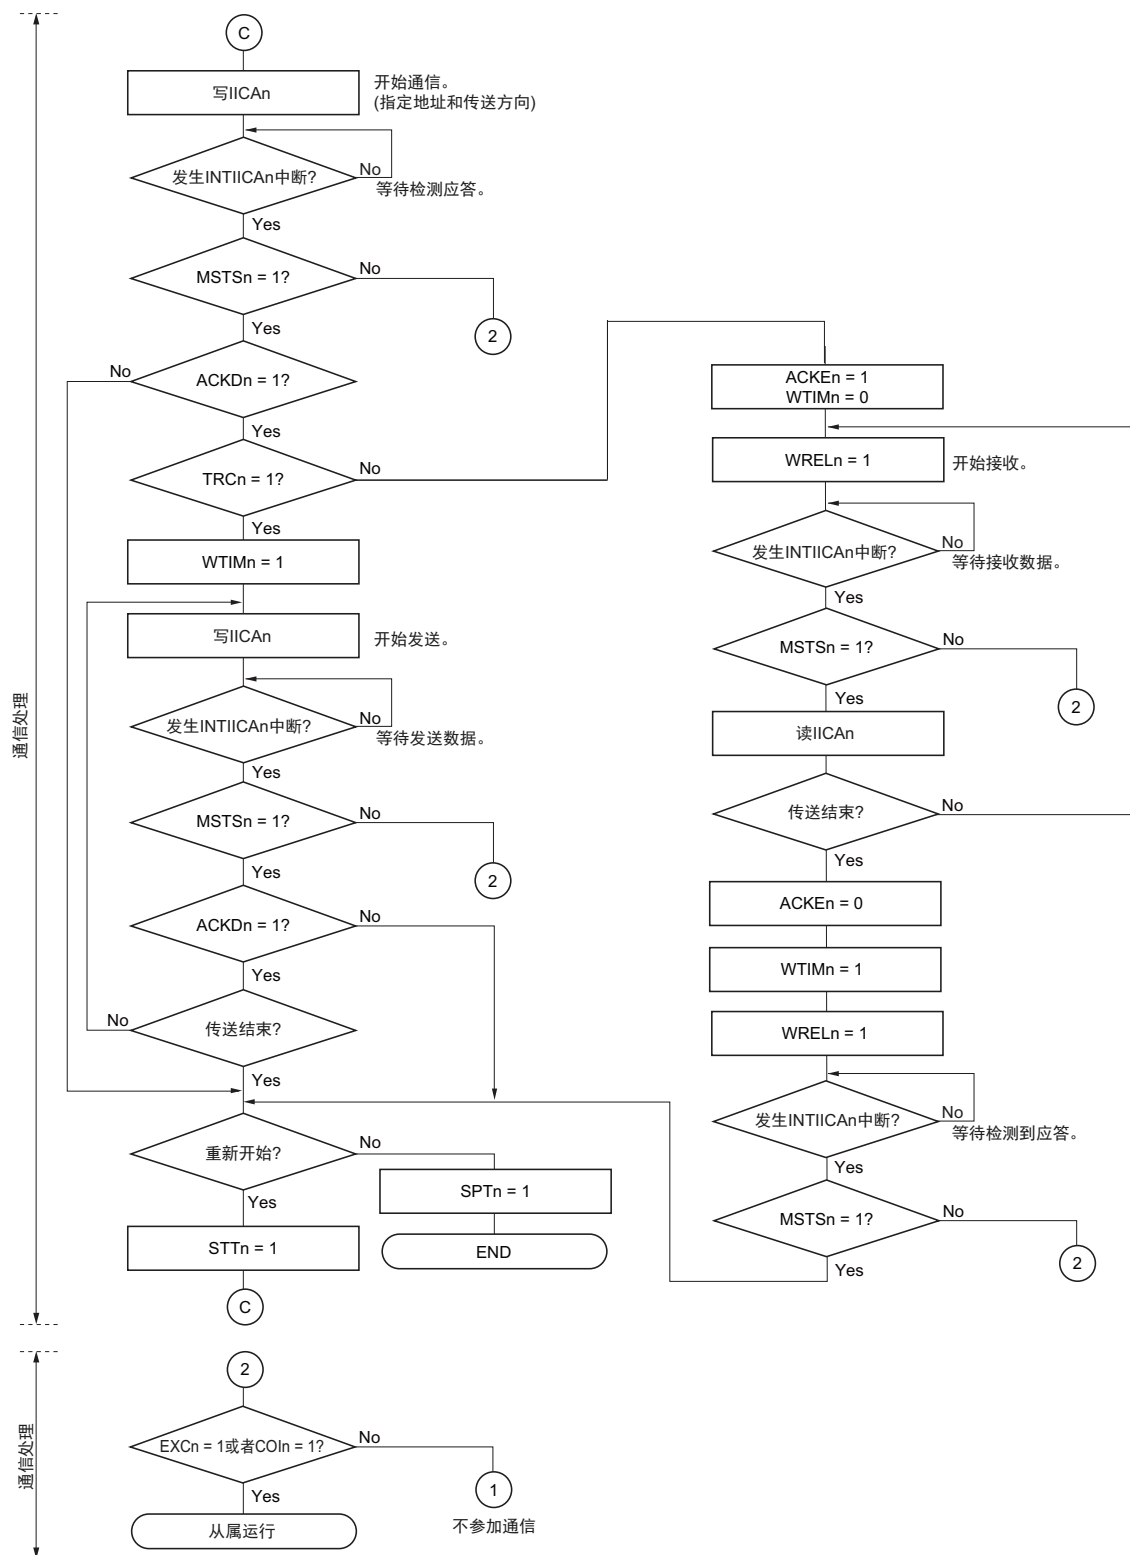 C
写IICAn
开始通信。
(指定地址和传送方向)
发生INTIICAn中断?
No
等待检测应答。
Yes
MSTSn = 1?
No
2
Yes
ACKDn = 1?
No
Yes
TRCn = 1?
No
Yes
WTIMn = 1
写IICAn
开始发送。
发生INTIICAn中断?
No
等待发送数据。
Yes
MSTSn = 1?
No
2
Yes
ACKDn = 1?
No
Yes
传送结束?
No
Yes
重新开始?
No
Yes
SPTn = 1
END
STTn = 1
C
ACKEn = 1
WTIMn = 0
WRELn = 1
开始接收。
发生INTIICAn中断?
No
等待接收数据。
Yes
MSTSn = 1?
No
2
Yes
读IICAn
传送结束?
No
Yes
ACKEn = 0
WTIMn = 1
WRELn = 1
发生INTIICAn中断?
No
等待检测到应答。
Yes
MSTSn = 1?
No
2
Yes
通信处理
2
EXCn = 1或者COIn = 1?
No
1
不参加通信
Yes
从属运行
通信处理